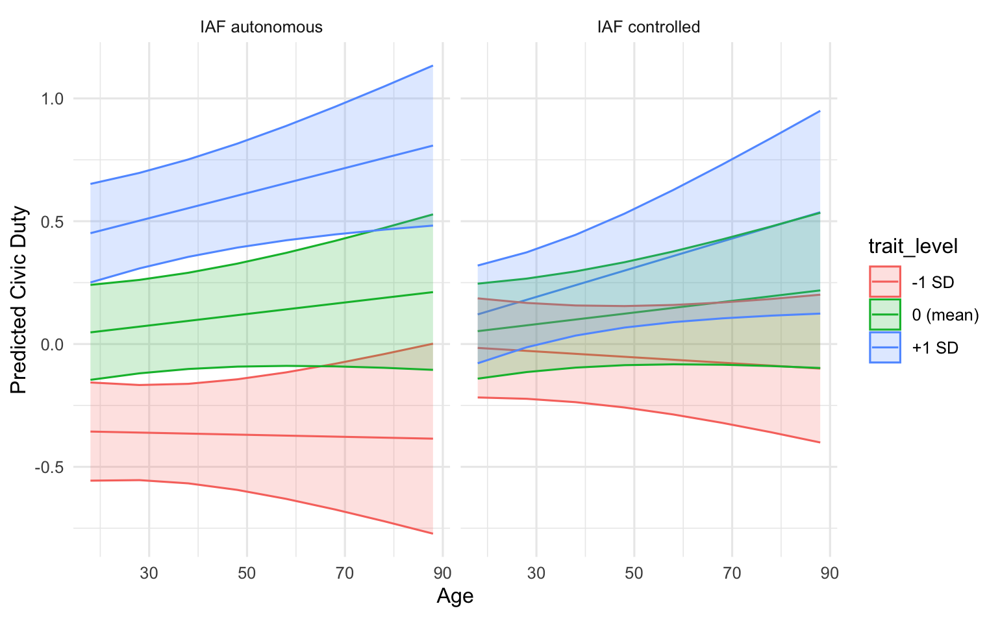 IAF autonomous
IAF controlled
Predicted Civic Duty
1.0
0.5
0.0
-0.5
30
50
70
90
30
50
70
90
Age
trait_level
-1 SD
0 (mean)
+1 SD